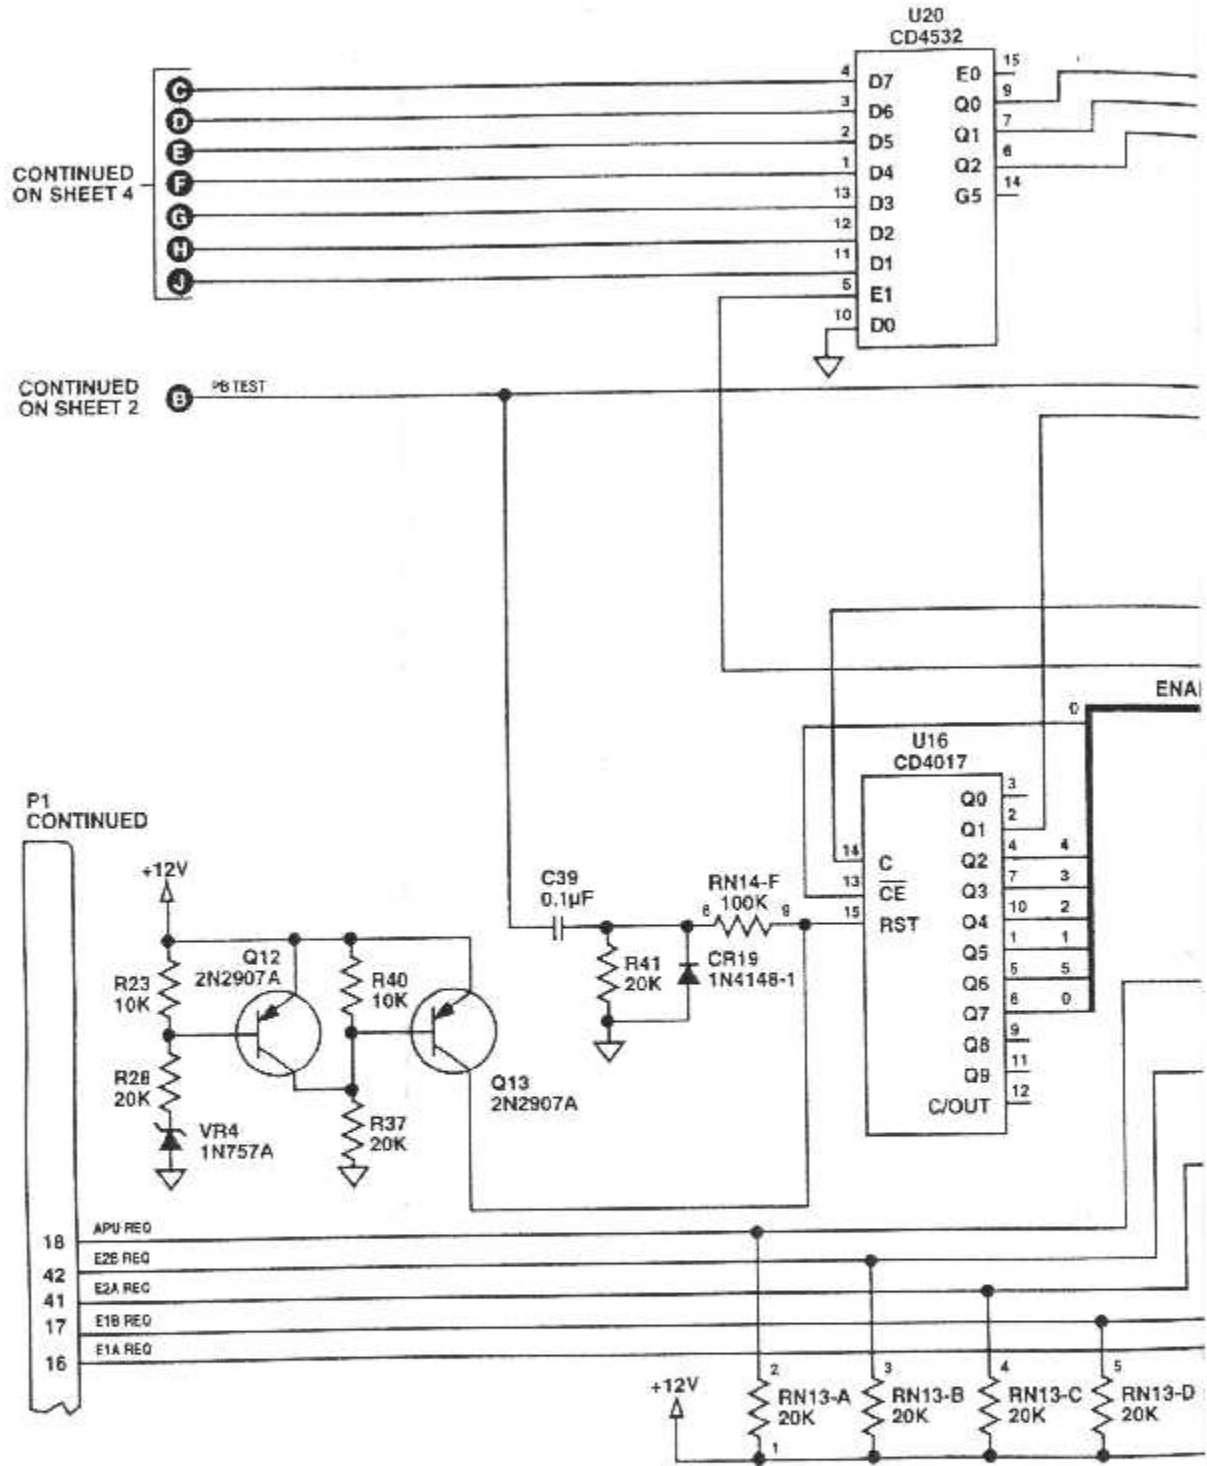 U20
CD4532
C
D
E
F
G
H
J
CONTINUED
ON SHEET 4
4 D7
3 D6
2 D5
1 D4
13 D3
12 D2
11 D1
5 E1
10 D0
E0 15
Q0 9
Q1 7
Q2 6
G5 14
CONTINUED
ON SHEET 2
B PB TEST
ENA
0
U16
CD4017
14 C
13 CE
15 RST
Q0 3
Q1 2
Q2 4 4
Q3 7 3
Q4 10 2
Q5 1 1
Q6 5 5
Q7 6 0
Q8 9
Q9 11
C/OUT 12
P1
CONTINUED
+12V
R23
10K
Q12
2N2907A
R40
10K
R28
20K
VR4
1N757A
R37
20K
Q13
2N2907A
C39
0.1μF
R41
20K
CR19
1N4148-1
RN14-F
100K
6 9
18 APU REQ
42 E2B REQ
41 E2A REQ
17 E1B REQ
16 E1A REQ
+12V
2 RN13-A
20K
1
3 RN13-B
20K
4 RN13-C
20K
5 RN13-D
20K